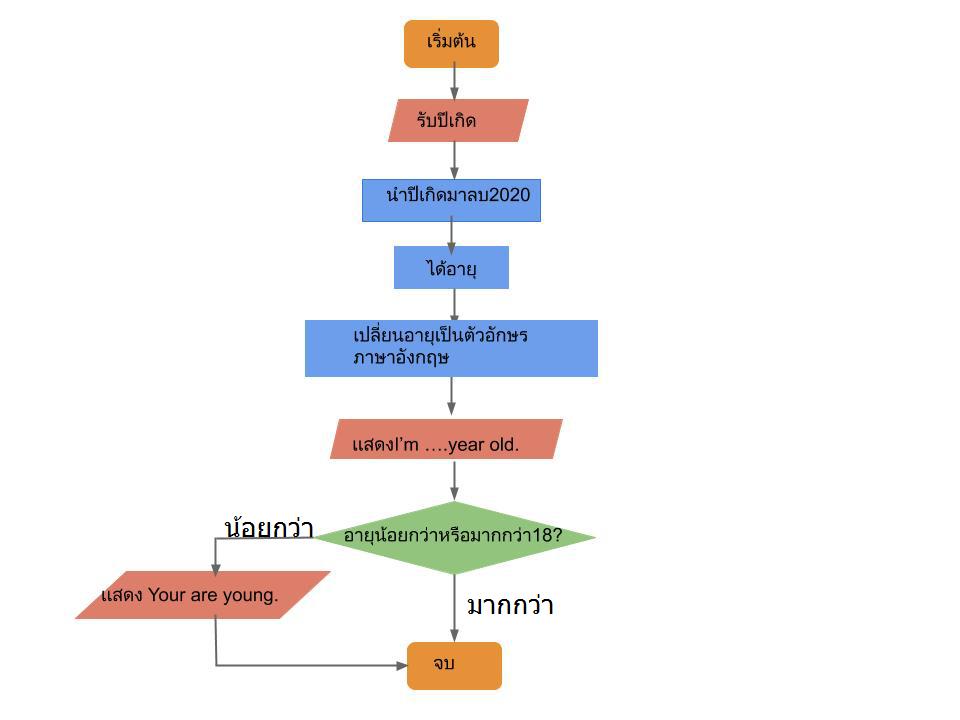 เริ่มต้น
รับปีเกิด
นำปีเกิดมาลบ2020
ได้อายุ
เปลี่ยนอายุเป็นตัวอักษร
ภาษาอังกฤษ
แสดงI'm ….year old.
อายุน้อยกว่าหรือมากกว่า18?
น้อยกว่า
แสดง Your are young.
มากกว่า
จบ